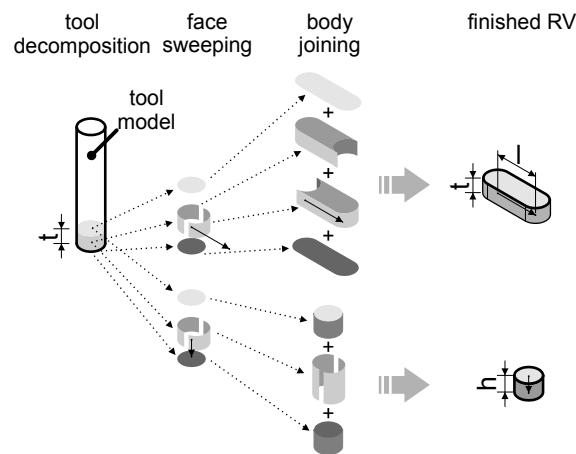 tool
decomposition
face
sweeping
body
joining
finished RV
tool
model
t
+
+
+
l
t
+
+
h